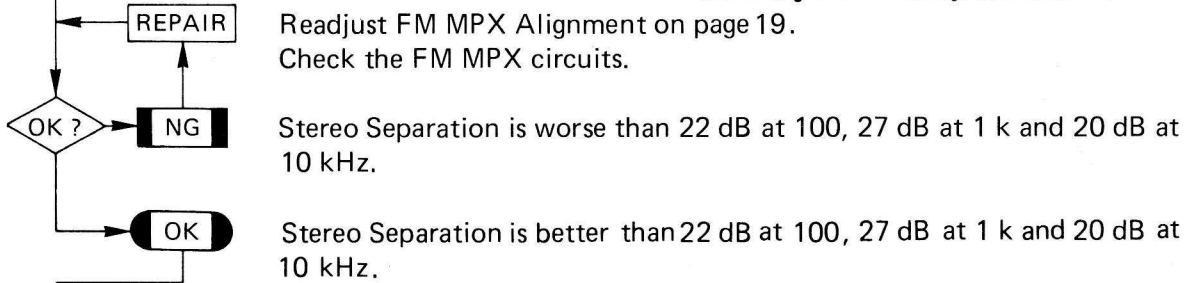 REPAIR Readjust FM MPX Alignment on page 19.
Check the FM MPX circuits.
OK ? NG Stereo Separation is worse than 22 dB at 100, 27 dB at 1 k and 20 dB at
10 kHz.
OK Stereo Separation is better than 22 dB at 100, 27 dB at 1 k and 20 dB at
10 kHz.